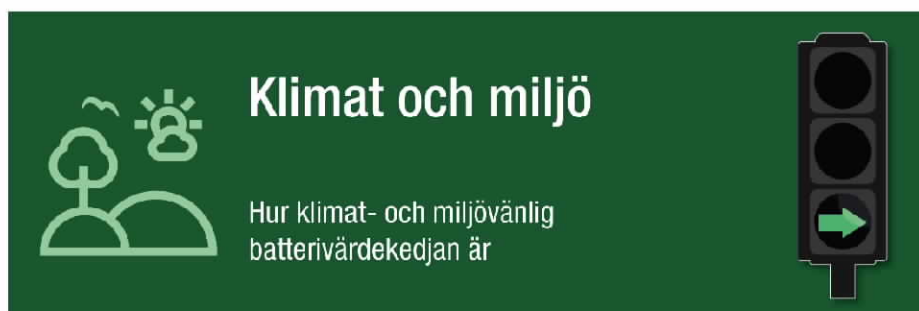 Klimat och miljö
Hur klimat- och miljövänlig
batterivärdekedjan är